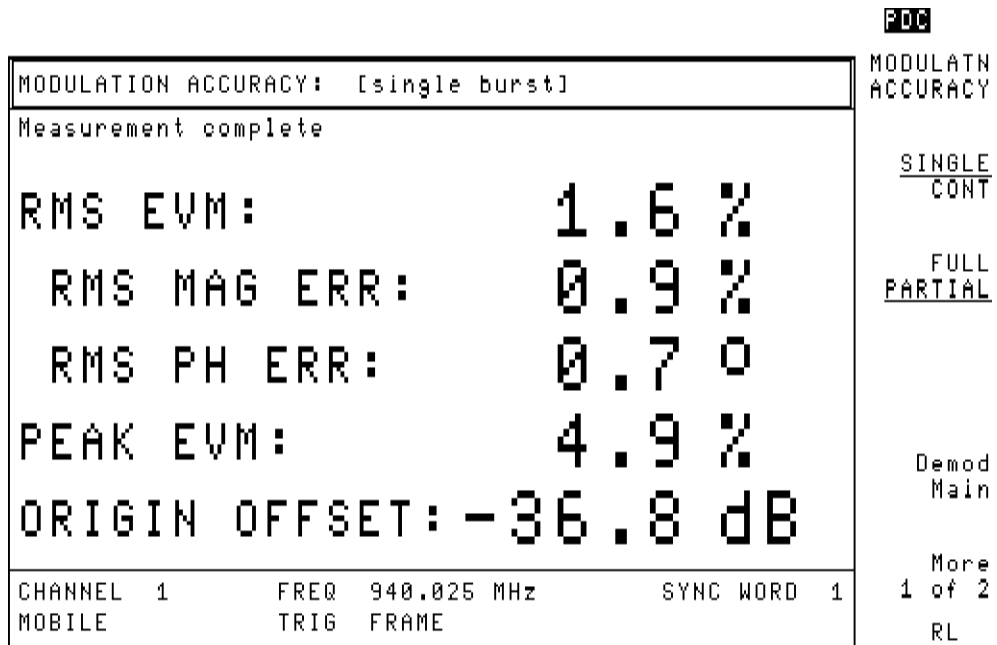 PDC
MODULATION ACCURACY: [single burst]
Measurement complete
RMS EVM: 1.6 %
RMS MAG ERR: 0.9 %
RMS PH ERR: 0.7 °
PEAK EVM: 4.9 %
ORIGIN OFFSET: -36.8 dB
CHANNEL 1 FREQ 940.025 MHz SYNC WORD 1
MOBILE TRIG FRAME
MODULATN
ACCURACY
SINGLE
CONT
FULL
PARTIAL
Demod
Main
More
1 of 2
RL